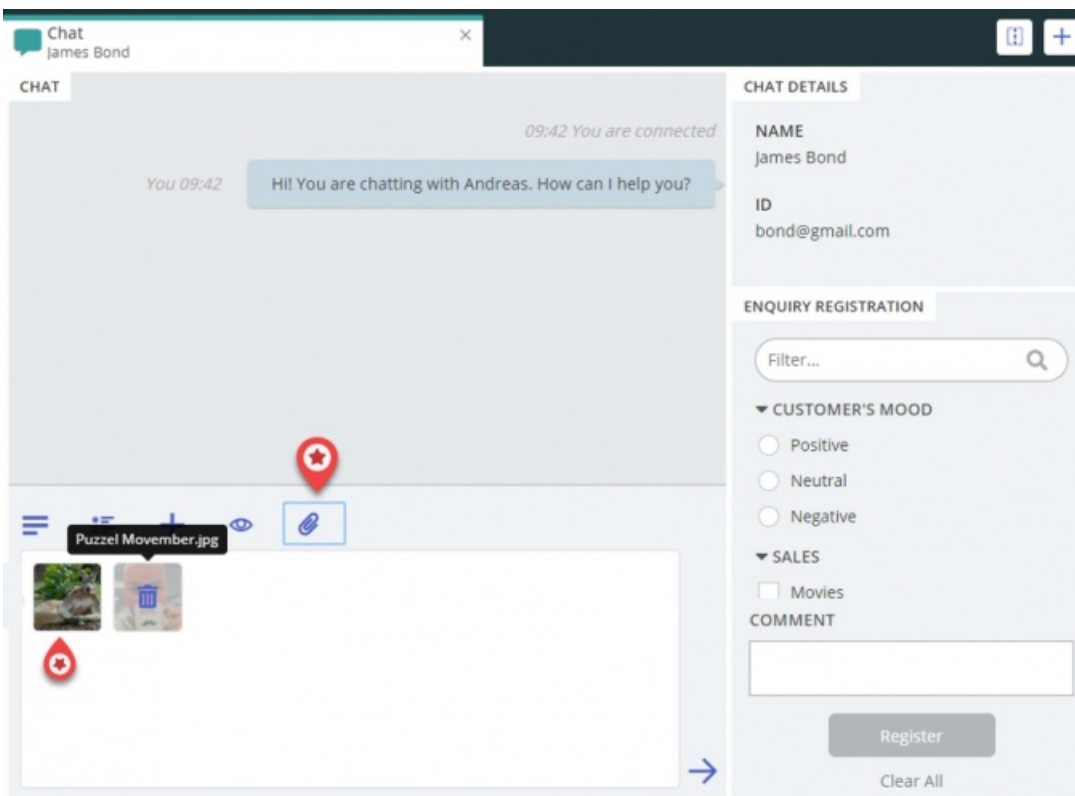 Chat
James Bond
CHAT
09:42 You are connected
You 09:42
Hi! You are chatting with Andreas. How can I help you?
Puzzel Movember.jpg
CHAT DETAILS
NAME
James Bond
ID
bond@gmail.com
ENQUIRY REGISTRATION
Filter...
CUSTOMER'S MOOD
Positive
Neutral
Negative
SALES
Movies
COMMENT
Register
Clear All